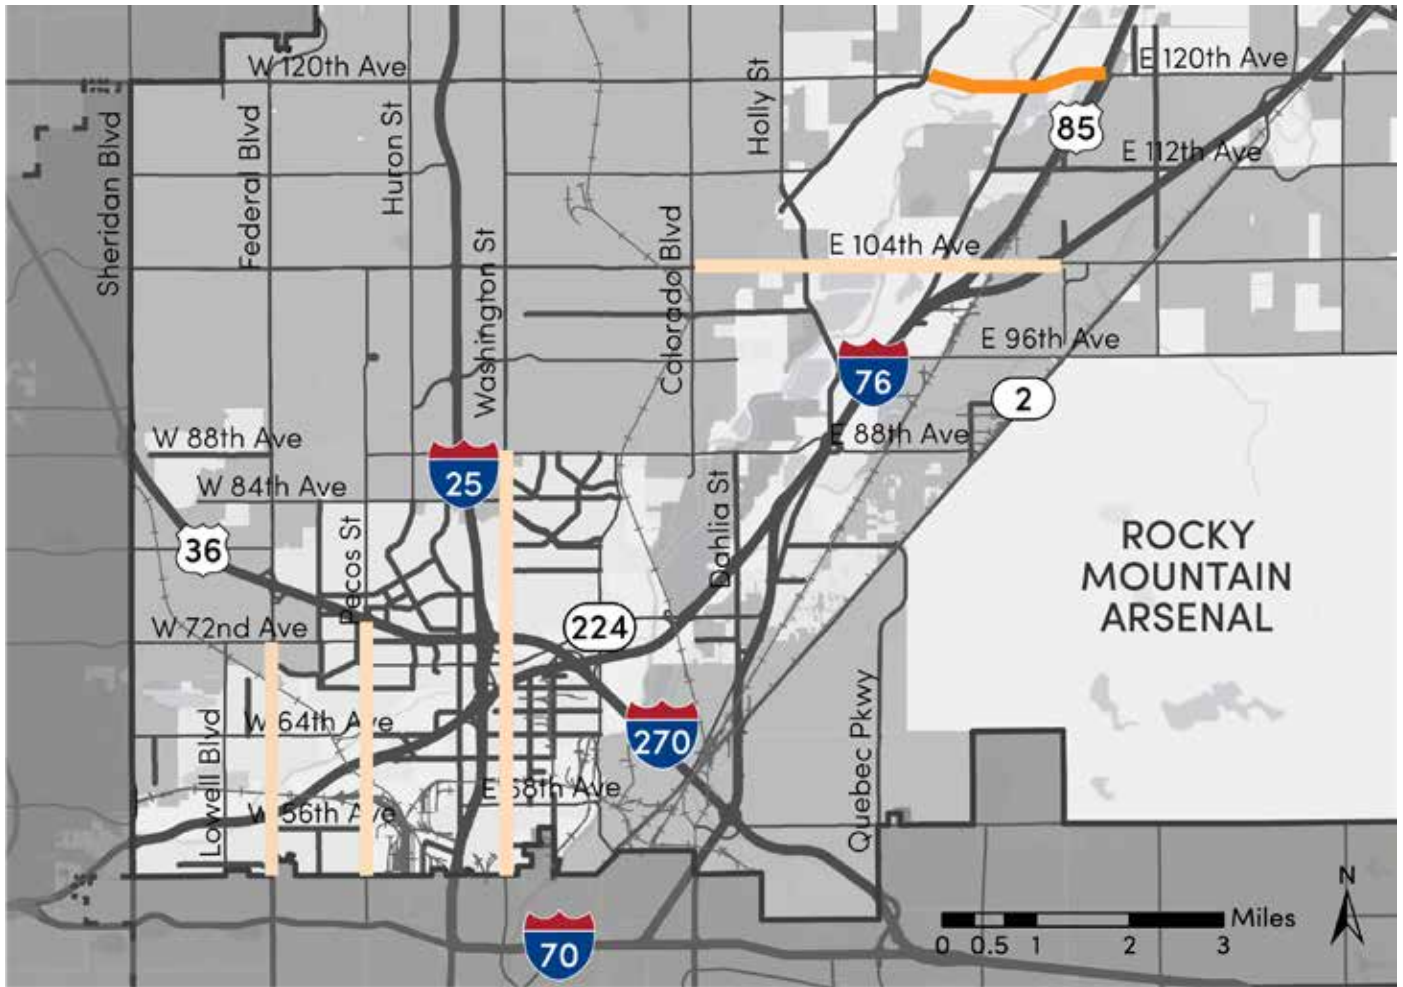 W 120th Ave
E 120th Ave
Sheridan Blvd
Federal Blvd
Huron St
Holly St
85
E 112th Ave
Washington St
Colorado Blvd
E 104th Ave
E 96th Ave
76
2
W 88th Ave
E 88th Ave
25
W 84th Ave
Dahlia St
36
Pecos St
ROCKY
MOUNTAIN
ARSENAL
W 72nd Ave
224
Lowell Blvd
W 64th Ave
270
Quebec Pkwy
E 58th Ave
W 56th Ave
70
N
Miles
0 0.5 1 2 3